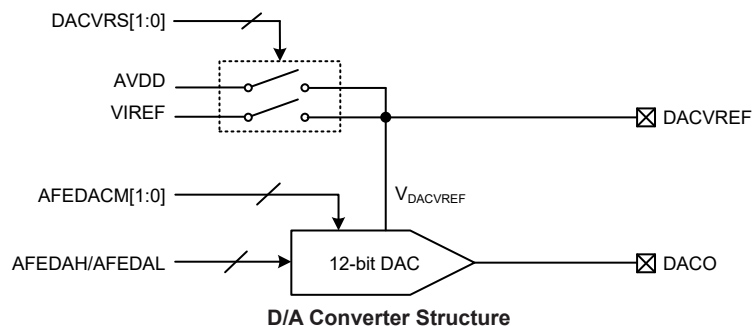 DACVRS[1:0]
AVDD
VIREF
DACVREF
AFEDACM[1:0]
VDACVREF
AFEDAH/AFEDAL
12-bit DAC
DACO
D/A Converter Structure